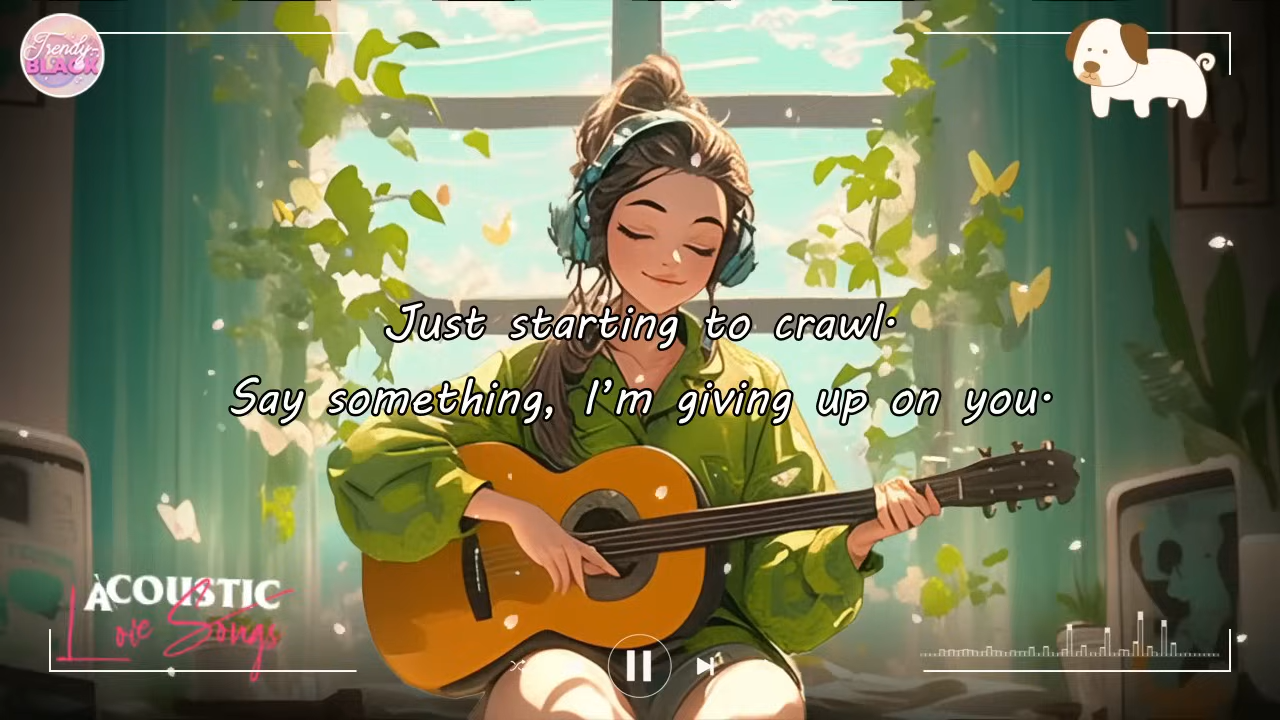 Trendy-
BLACK
Just starting to crawl·
Say something, I’m giving up on you·
ACOUSTIC
Love Songs